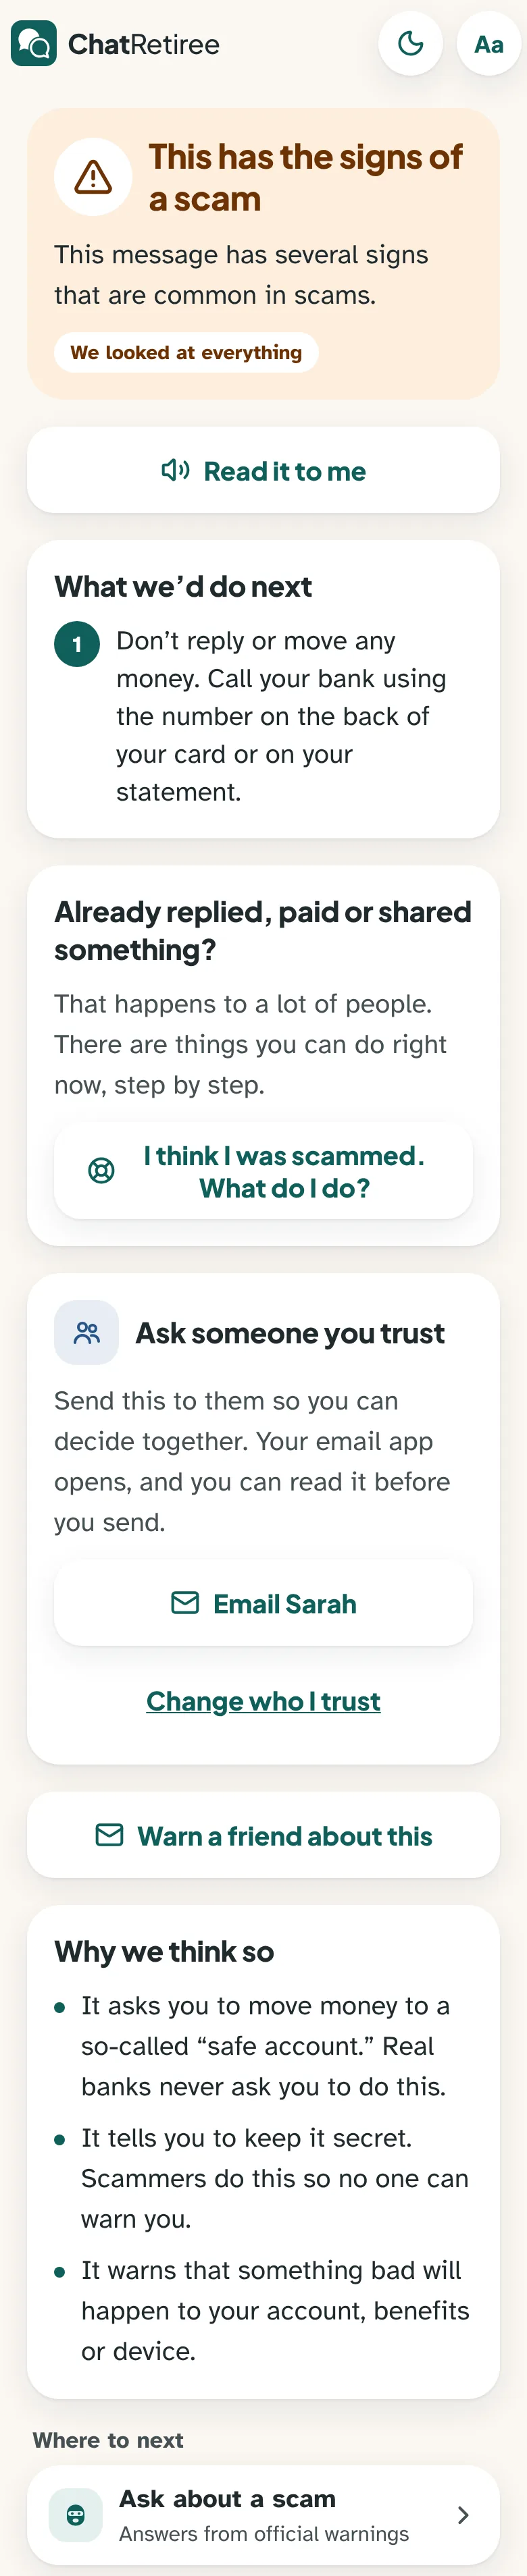 ChatRetiree
Aa
This has the signs of
a scam
This message has several signs
that are common in scams.
We looked at everything
Read it to me
What we’d do next
1
Don’t reply or move any
money. Call your bank using
the number on the back of
your card or on your
statement.
Already replied, paid or shared
something?
That happens to a lot of people.
There are things you can do right
now, step by step.
I think I was scammed.
What do I do?
Ask someone you trust
Send this to them so you can
decide together. Your email app
opens, and you can read it before
you send.
Email Sarah
Change who I trust
Warn a friend about this
Why we think so
It asks you to move money to a
so-called “safe account.” Real
banks never ask you to do this.
It tells you to keep it secret.
Scammers do this so no one can
warn you.
It warns that something bad will
happen to your account, benefits
or device.
Where to next
Ask about a scam
Answers from official warnings